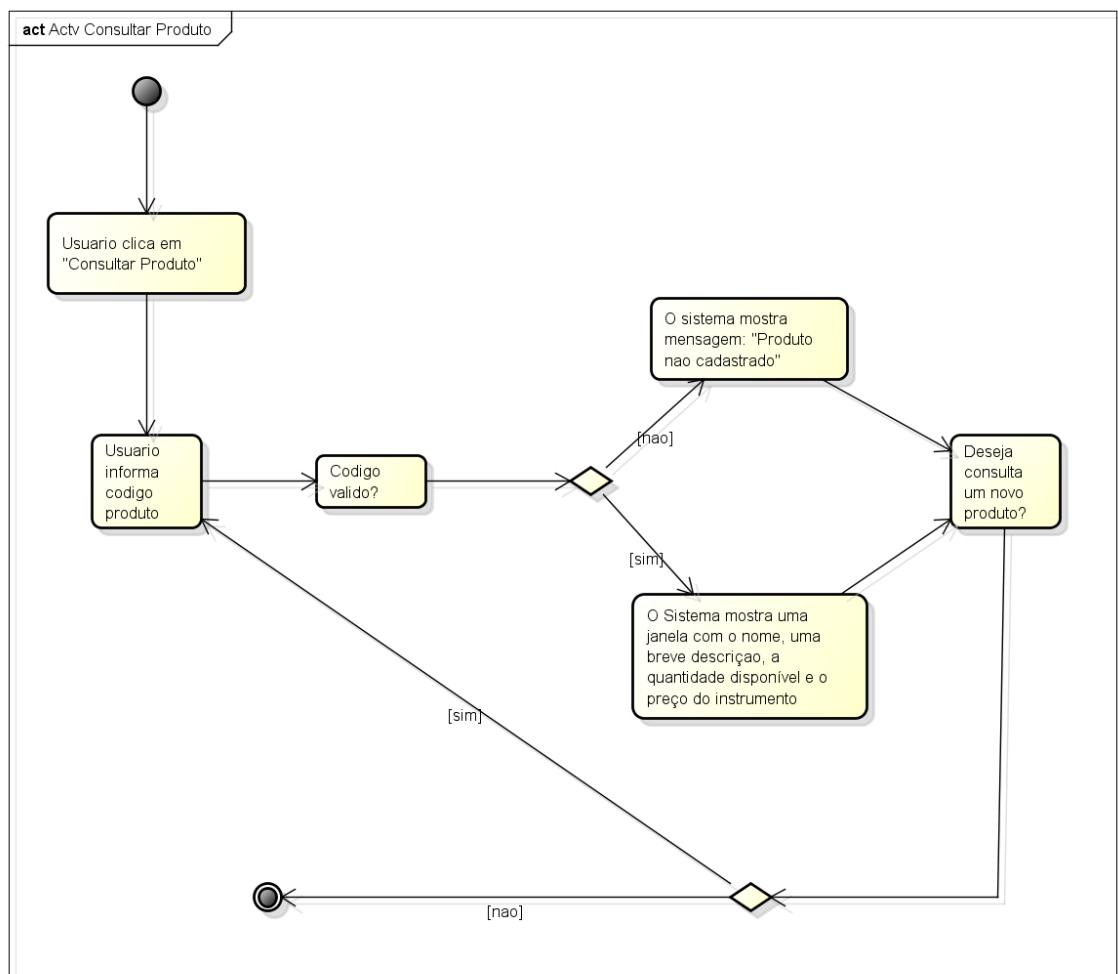 act Actv Consultar Produto
Usuario clica em
"Consultar Produto"
O sistema mostra
mensagem: "Produto
nao cadastrado"
[nao]
Usuario
informa
codigo
produto
Codigo
valido?
Deseja
consulta
um novo
produto?
[sim]
O Sistema mostra uma
janela com o nome, uma
breve descriçao, a
quantidade disponível e o
preço do instrumento
[sim]
[nao]